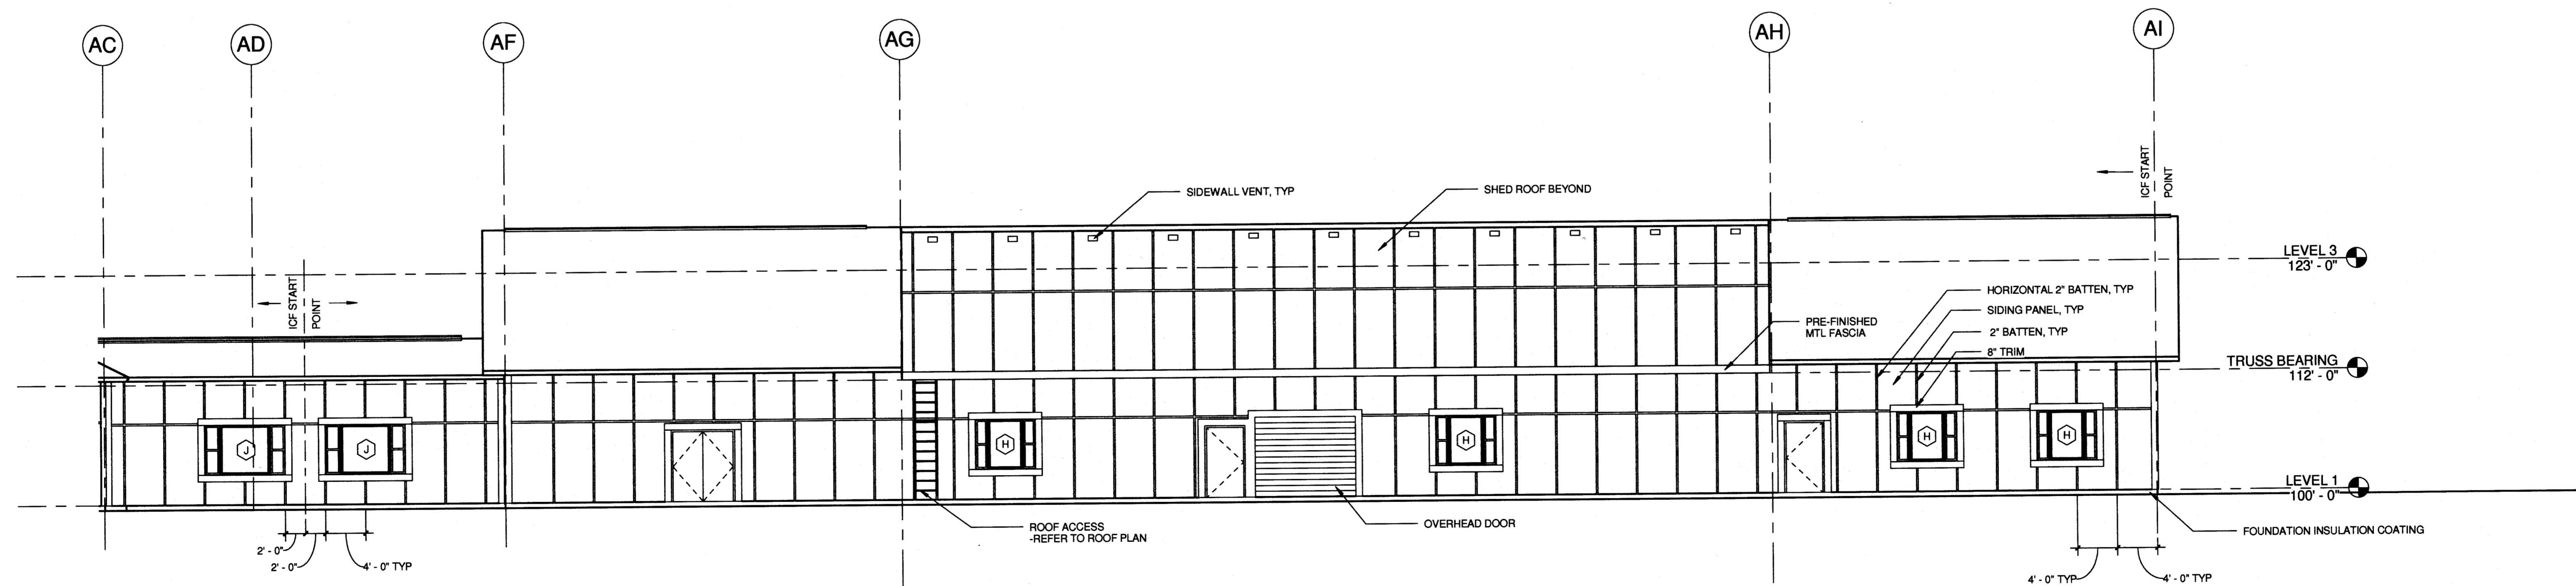 AC
AD
AF
AG
AH
AI
ICF START
POINT
SIDEWALL VENT, TYP
SHED ROOF BEYOND
LEVEL 3
123' - 0"
ICF START
POINT
HORIZONTAL 2" BATTEN, TYP
SIDING PANEL, TYP
PRE-FINISHED
MTL FASCIA
2" BATTEN, TYP
8" TRIM
TRUSS BEARING
112' - 0"
J
J
H
H
H
H
LEVEL 1
100' - 0"
ROOF ACCESS
-REFER TO ROOF PLAN
OVERHEAD DOOR
FOUNDATION INSULATION COATING
2' - 0"
2' - 0"
4' - 0" TYP
4' - 0" TYP
4' - 0" TYP